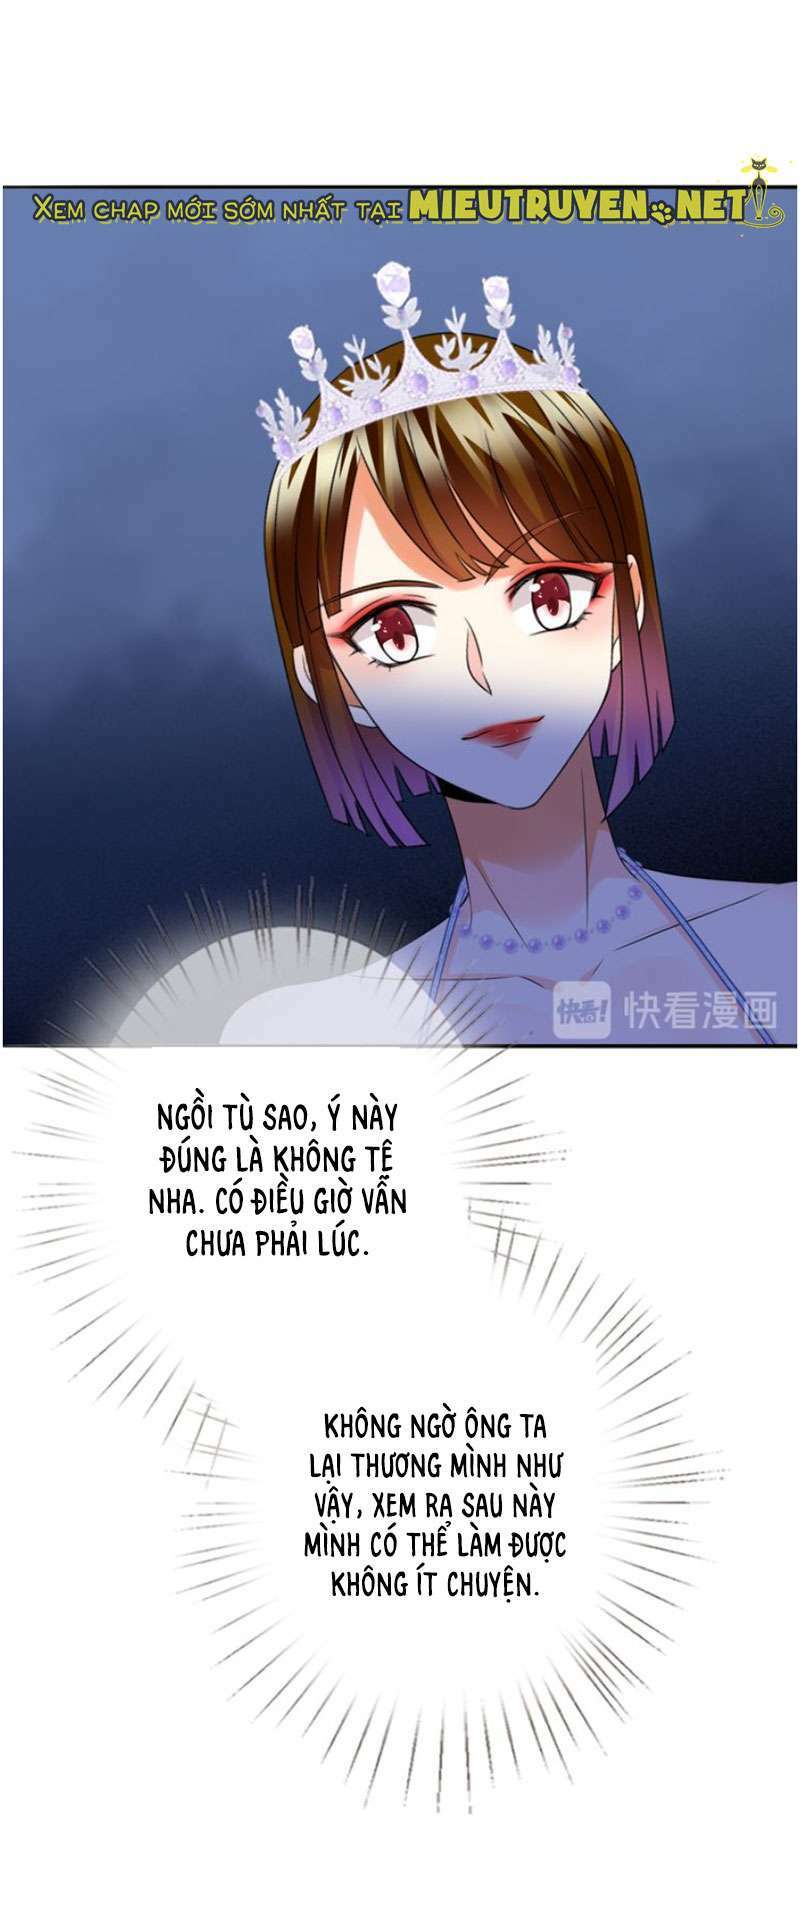 Xem chap mới sớm nhất tại MIEUTRUYEN.NET
快看! 快看漫画
NGỒI TÙ SAO, Ý NÀY
ĐÚNG LÀ KHÔNG TỆ
NHA. CÓ ĐIỀU GIỜ VẪN
CHƯA PHẢI LÚC.
KHÔNG NGỜ ÔNG TA
LẠI THƯƠNG MÌNH NHƯ
VẬY, XEM RA SAU NÀY
MÌNH CÓ THỂ LÀM ĐƯỢC
KHÔNG ÍT CHUYỆN.